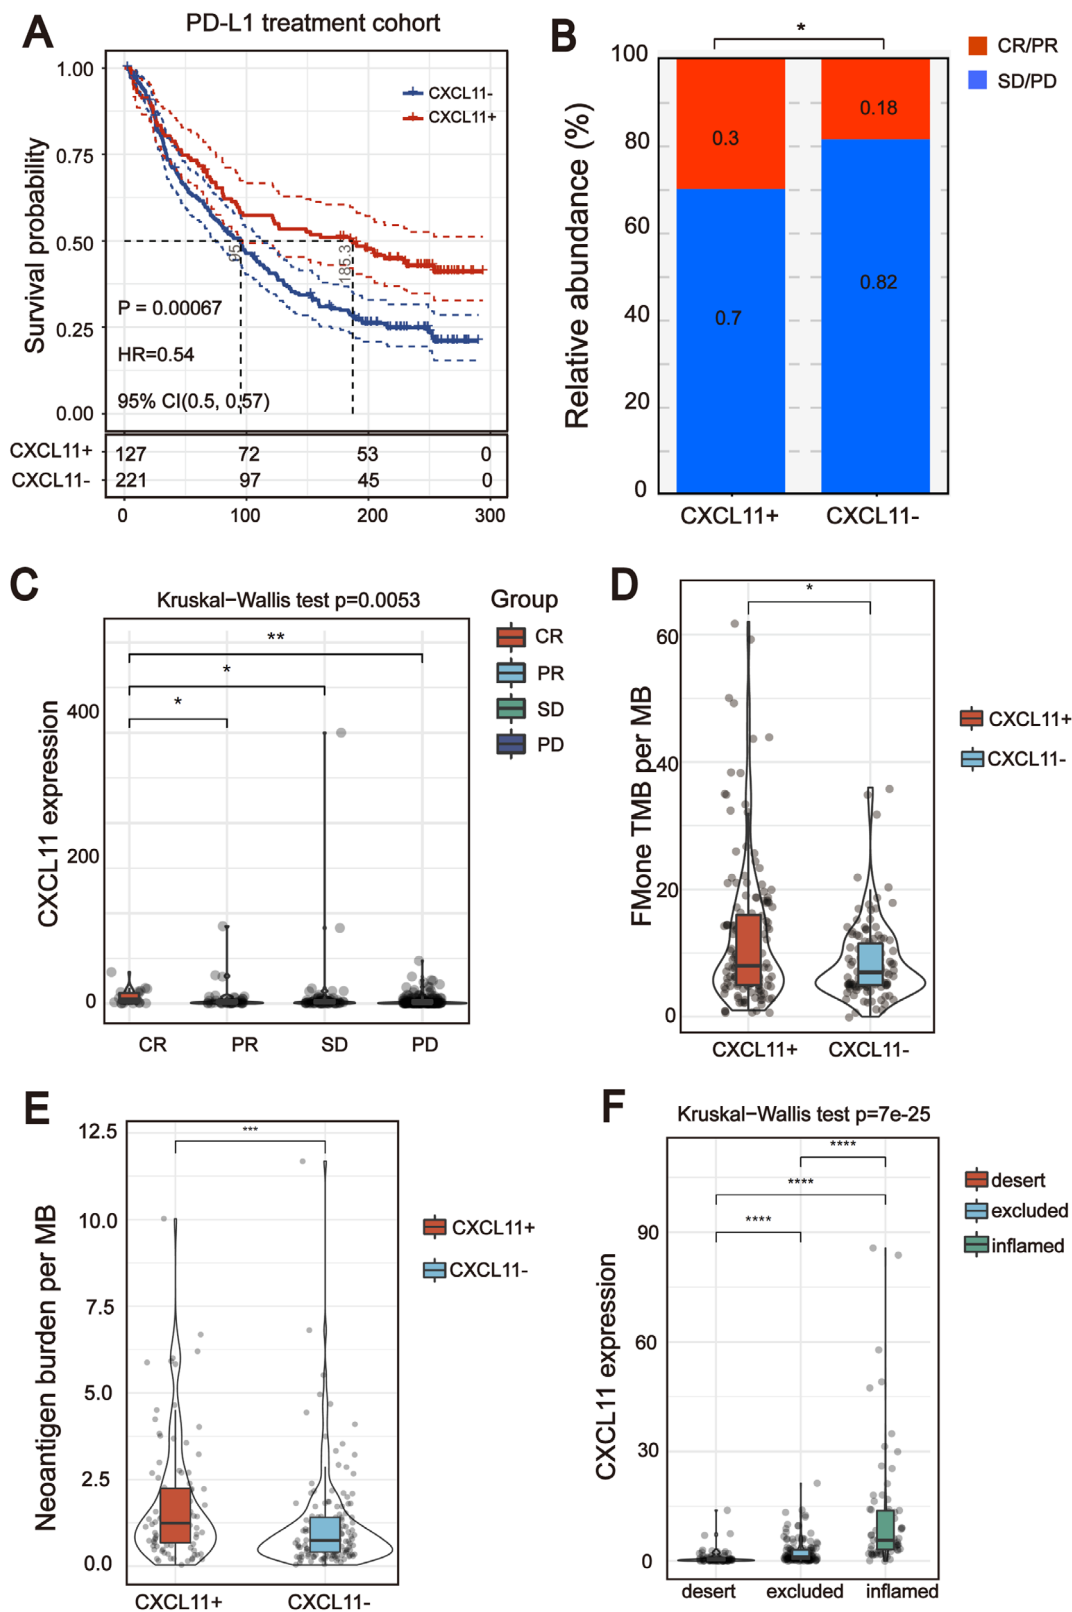 A
PD-L1 treatment cohort
Survival probability
1.00
0.75
0.50
0.25
0.00
CXCL11-
CXCL11+
95
185.3
P = 0.00067
HR=0.54
95% CI(0.5, 0.57)
CXCL11+ 127 72 53 0
CXCL11- 221 97 45 0
0 100 200 300
B
*
CR/PR
SD/PD
Relative abundance (%)
100
80
60
40
20
0
0.3
0.18
0.7
0.82
CXCL11+ CXCL11-
C
Kruskal-Wallis test p=0.0053
Group
CR
PR
SD
PD
**
*
*
CXCL11 expression
400
200
0
CR PR SD PD
D
*
FMone TMB per MB
60
40
20
0
CXCL11+
CXCL11-
CXCL11+ CXCL11-
E
***
Neoantigen burden per MB
12.5
10.0
7.5
5.0
2.5
0.0
CXCL11+
CXCL11-
CXCL11+ CXCL11-
F
Kruskal-Wallis test p=7e-25
****
****
****
desert
excluded
inflamed
CXCL11 expression
90
60
30
0
desert excluded inflamed